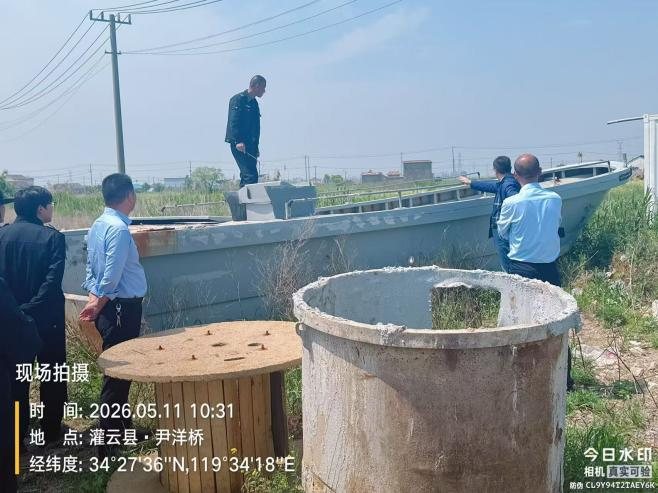 现场拍摄
时 间：2026.05.11 10:31
地 点：灌云县·尹洋桥
经纬度：34°27'36"N,119°34'18"E
今日水印
相机 真实可验
防伪 CL9Y94T2TAEY6K